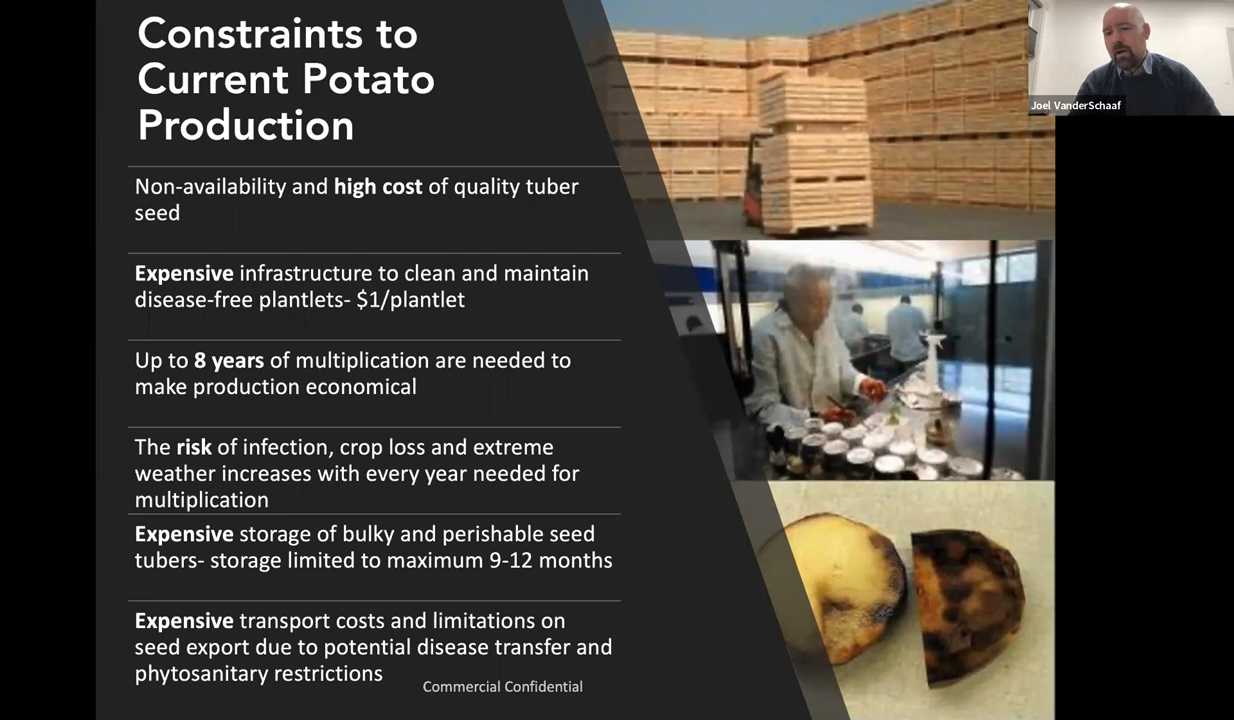 Constraints to
Current Potato
Production
Non-availability and high cost of quality tuber
seed
Expensive infrastructure to clean and maintain
disease-free plantlets- $1/plantlet
Up to 8 years of multiplication are needed to
make production economical
The risk of infection, crop loss and extreme
weather increases with every year needed for
multiplication
Expensive storage of bulky and perishable seed
tubers- storage limited to maximum 9-12 months
Expensive transport costs and limitations on
seed export due to potential disease transfer and
phytosanitary restrictions
Commercial Confidential
Joel VanderSchaaf